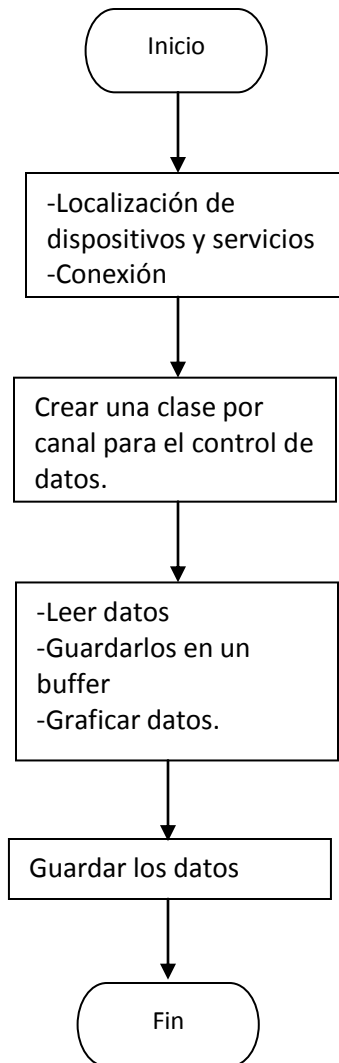 Inicio
-Localización de
dispositivos y servicios
-Conexión
Crear una clase por
canal para el control de
datos.
-Leer datos
-Guardarlos en un
buffer
-Graficar datos.
Guardar los datos
Fin